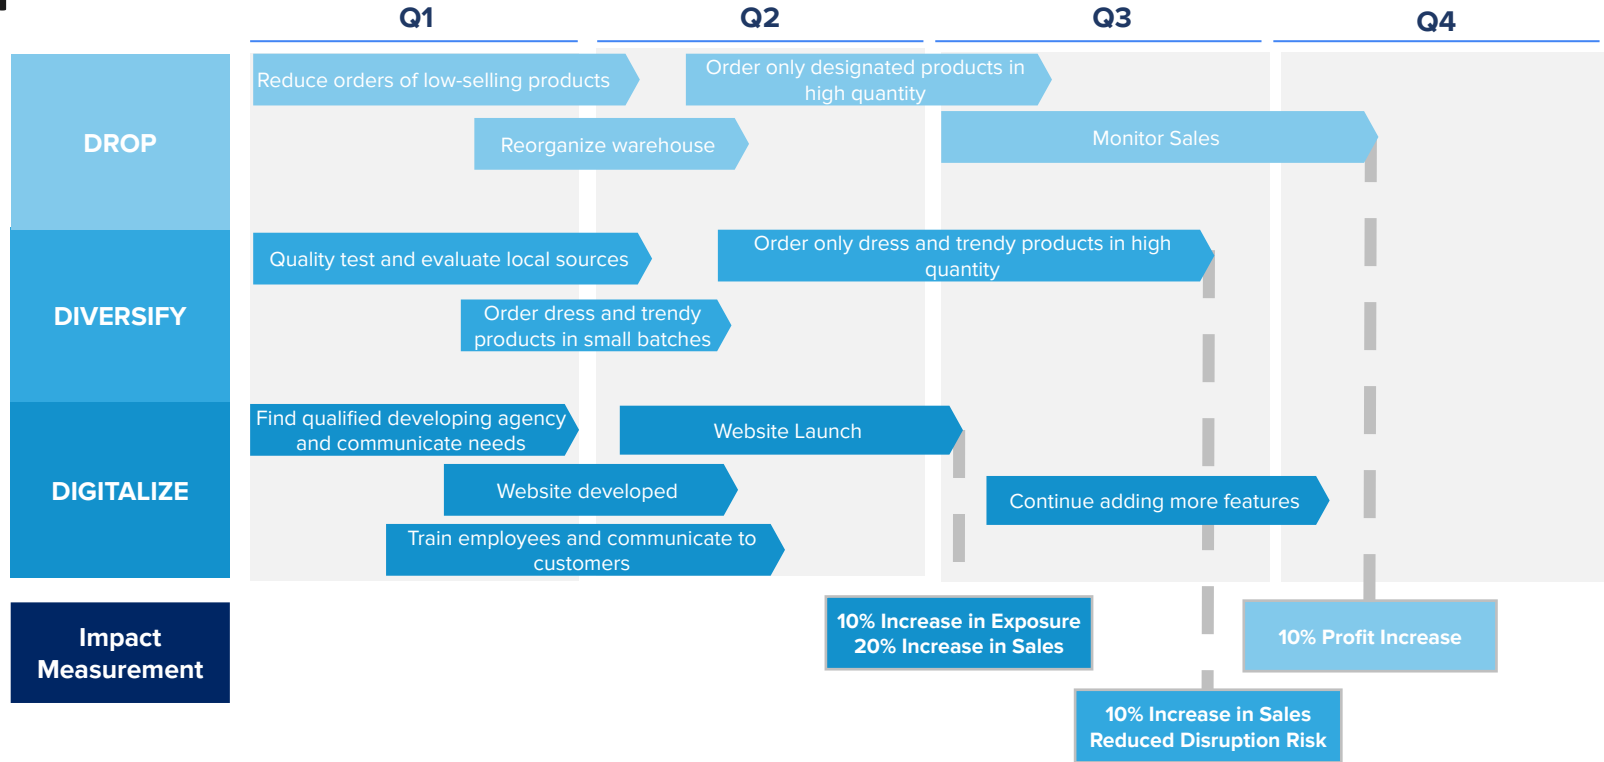 Q1
Q2
Q3
Q4
DROP
Reduce orders of low-selling products
Order only designated products in
high quantity
Reorganize warehouse
Monitor Sales
DIVERSIFY
Quality test and evaluate local sources
Order only dress and trendy products in high
quantity
Order dress and trendy
products in small batches
DIGITALIZE
Find qualified developing agency
and communicate needs
Website Launch
Website developed
Continue adding more features
Train employees and communicate to
customers
Impact
Measurement
10% Increase in Exposure
20% Increase in Sales
10% Profit Increase
10% Increase in Sales
Reduced Disruption Risk